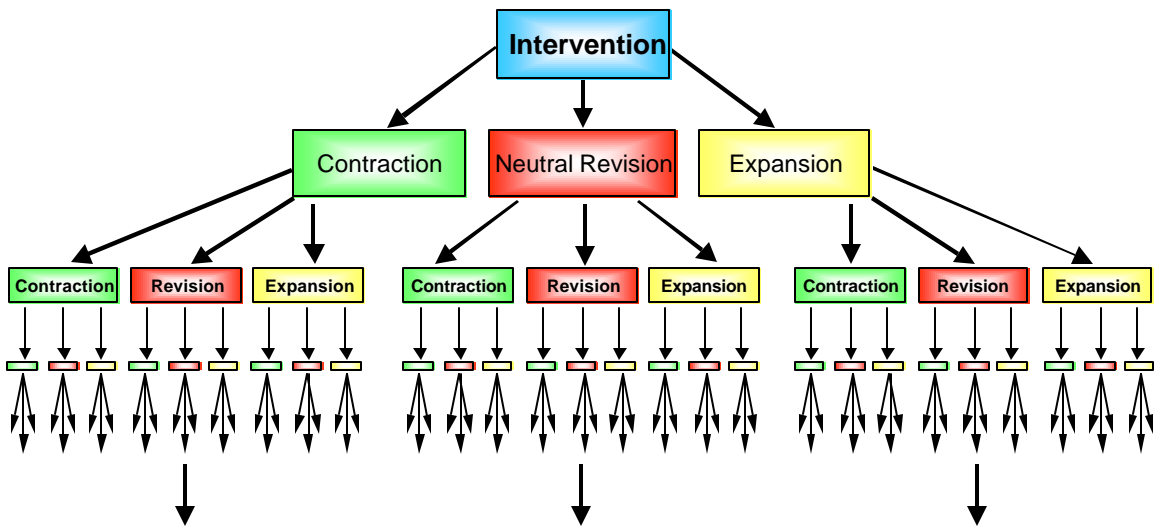 Intervention
Contraction
Neutral Revision
Expansion
Contraction
Revision
Expansion
Contraction
Revision
Expansion
Contraction
Revision
Expansion